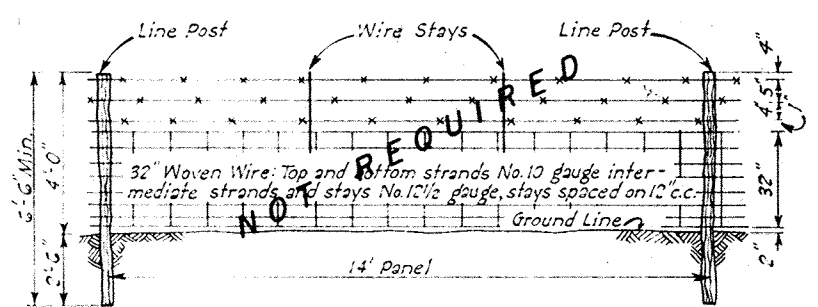 Line Post
Wire Stays
Line Post
4"
4.5"
32"
2"
6'-6" Min.
4'-0"
2'-6"
32" Woven Wire: Top and bottom strands No. 10 gauge inter-
mediate strands and stays No. 12½ gauge, stays spaced on 12" c.c.
NOT REQUIRED
Ground Line
14' Panel